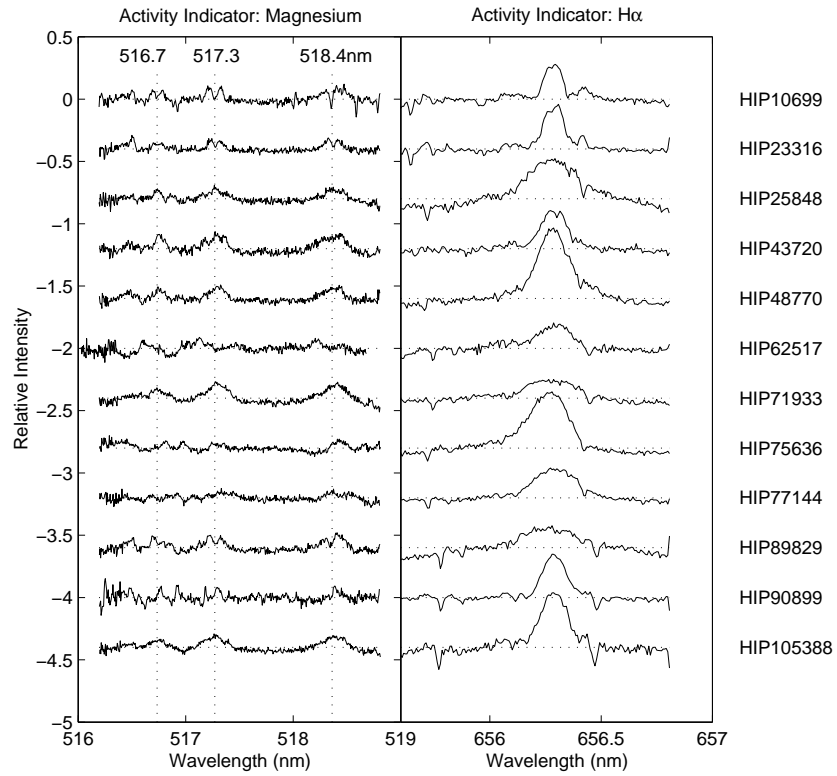 Activity Indicator: Magnesium
Activity Indicator: Hα
516.7 517.3 518.4nm
0.5
0
−0.5
−1
−1.5
−2
−2.5
−3
−3.5
−4
−4.5
−5
Relative Intensity
HIP10699
HIP23316
HIP25848
HIP43720
HIP48770
HIP62517
HIP71933
HIP75636
HIP77144
HIP89829
HIP90899
HIP105388
516 517 518 519 656 656.5 657
Wavelength (nm)
Wavelength (nm)